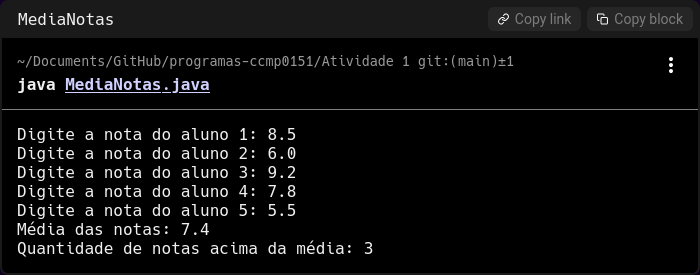 MediaNotas
Copy link
Copy block
~/Documents/GitHub/programas-ccmp0151/Atividade 1 git:(main)±1
java MediaNotas.java
Digite a nota do aluno 1: 8.5
Digite a nota do aluno 2: 6.0
Digite a nota do aluno 3: 9.2
Digite a nota do aluno 4: 7.8
Digite a nota do aluno 5: 5.5
Média das notas: 7.4
Quantidade de notas acima da média: 3